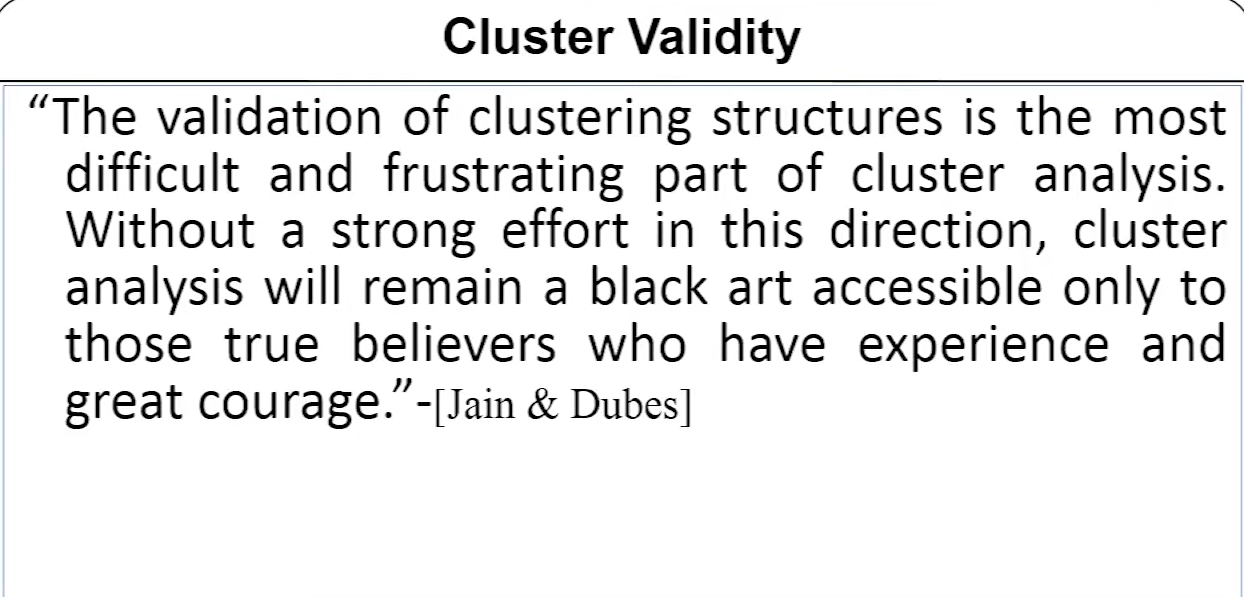 Cluster Validity
“The validation of clustering structures is the most
difficult and frustrating part of cluster analysis.
Without a strong effort in this direction, cluster
analysis will remain a black art accessible only to
those true believers who have experience and
great courage.”-[Jain & Dubes]